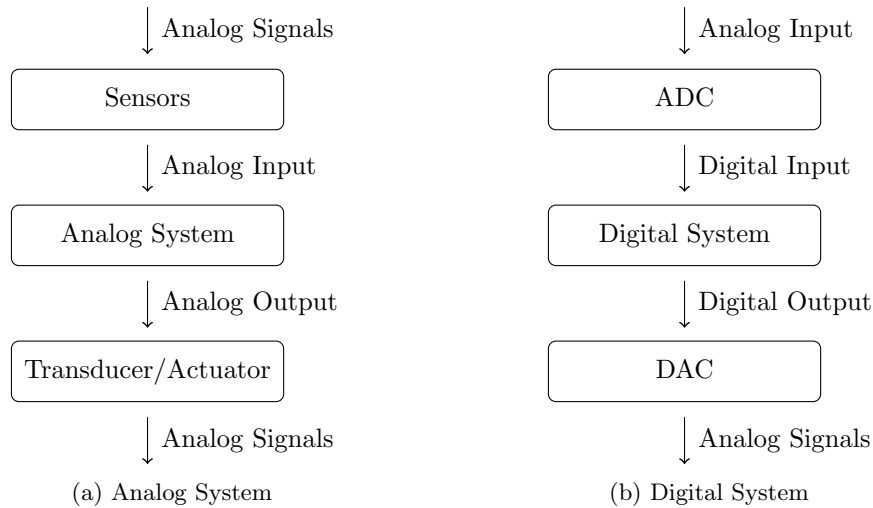 Analog Signals
Sensors
Analog Input
Analog System
Analog Output
Transducer/Actuator
Analog Signals
(a) Analog System
Analog Input
ADC
Digital Input
Digital System
Digital Output
DAC
Analog Signals
(b) Digital System